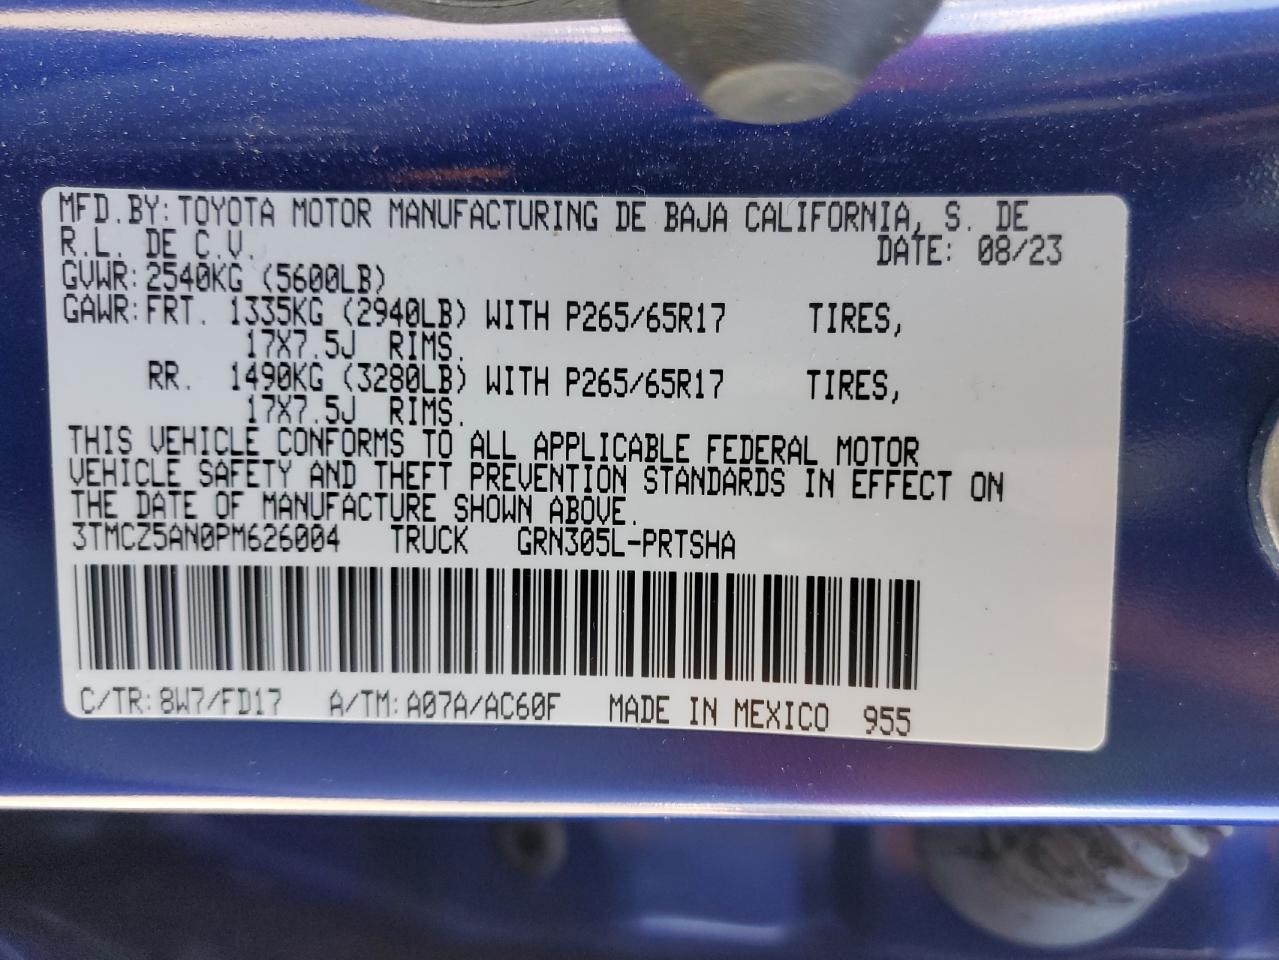 MFD.BY:TOYOTA MOTOR MANUFACTURING DE BAJA CALIFORNIA, S. DE
R.L. DE C.V. DATE: 08/23
GVWR:2540KG (5600LB)
GAWR:FRT. 1335KG (2940LB) WITH P265/65R17 TIRES,
17X7.5J RIMS.
RR. 1490KG (3280LB) WITH P265/65R17 TIRES,
17X7.5J RIMS.
THIS VEHICLE CONFORMS TO ALL APPLICABLE FEDERAL MOTOR
VEHICLE SAFETY AND THEFT PREVENTION STANDARDS IN EFFECT ON
THE DATE OF MANUFACTURE SHOWN ABOVE.
3TMCZ5AN0PM626004 TRUCK GRN305L-PRTSHA
C/TR:8W7/FD17 A/TM:A07A/AC60F MADE IN MEXICO 955